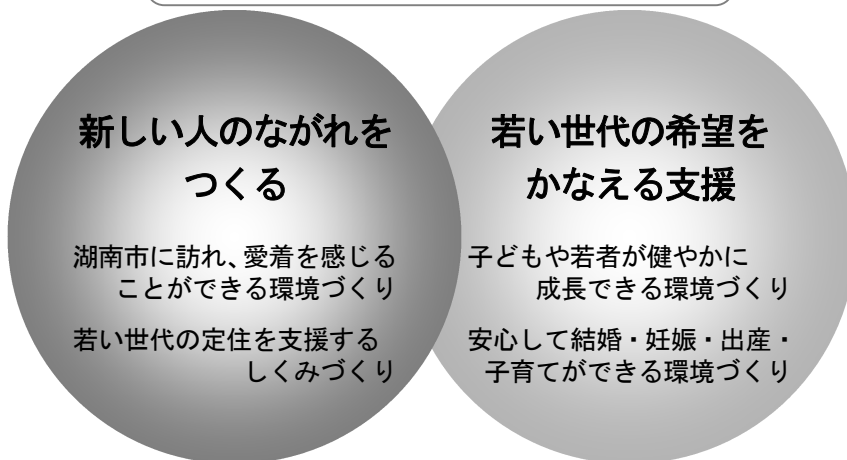 新しい人のながれを
つくる
湖南市に訪れ、愛着を感じる
ことができる環境づくり
若い世代の定住を支援する
しくみづくり
若い世代の希望を
かなえる支援
子どもや若者が健やかに
成長できる環境づくり
安心して結婚・妊娠・出産・
子育てができる環境づくり